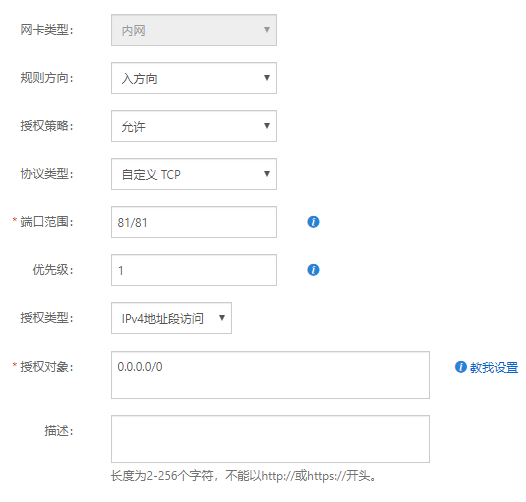 网卡类型： 内网
规则方向： 入方向
授权策略： 允许
协议类型： 自定义 TCP
* 端口范围： 81/81
优先级： 1
授权类型： IPv4地址段访问
* 授权对象： 0.0.0.0/0 教我设置
描述：
长度为2-256个字符，不能以http://或https://开头。